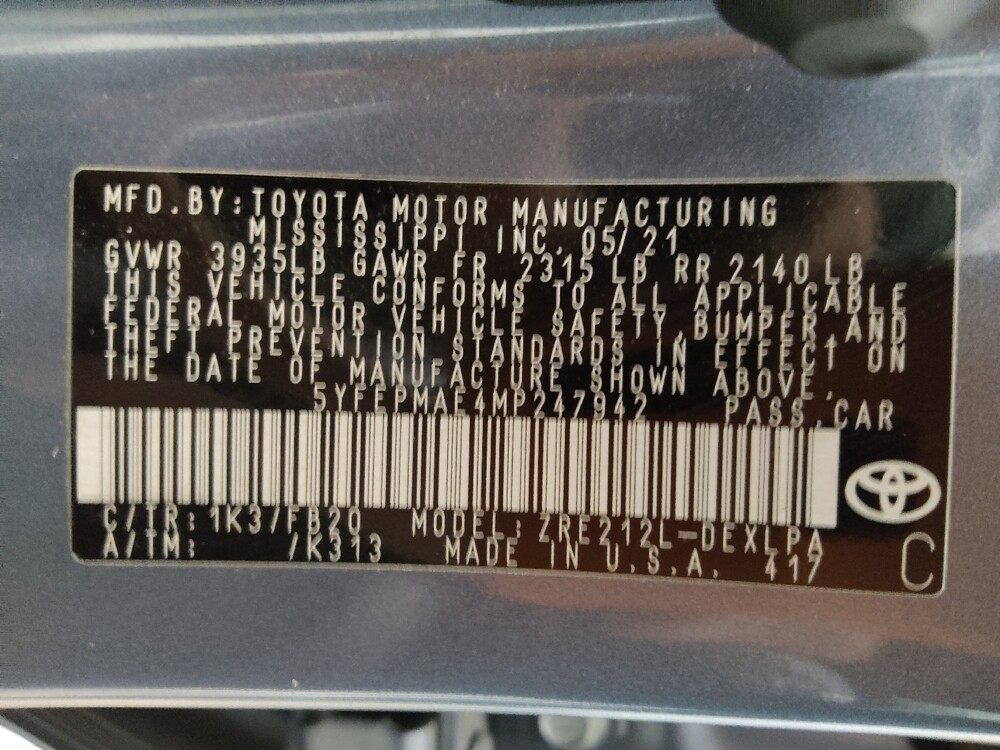 MFD.BY:TOYOTA MOTOR MANUFACTURING
MISSISSIPPI INC. 05/21
GVWR 3935LB GAWR FR 2315 LB RR 2140 LB
THIS VEHICLE CONFORMS TO ALL APPLICABLE
FEDERAL MOTOR VEHICLE SAFETY,BUMPER AND
THEFT PREVENTION STANDARDS IN EFFECT ON
THE DATE OF MANUFACTURE SHOWN ABOVE.
5YFEPMAE4MP247942 PASS.CAR
C/TR: 1K3/FB20 MODEL: ZRE212L-DEXLPA
A/TM: /K313 MADE IN U.S.A. 417
C